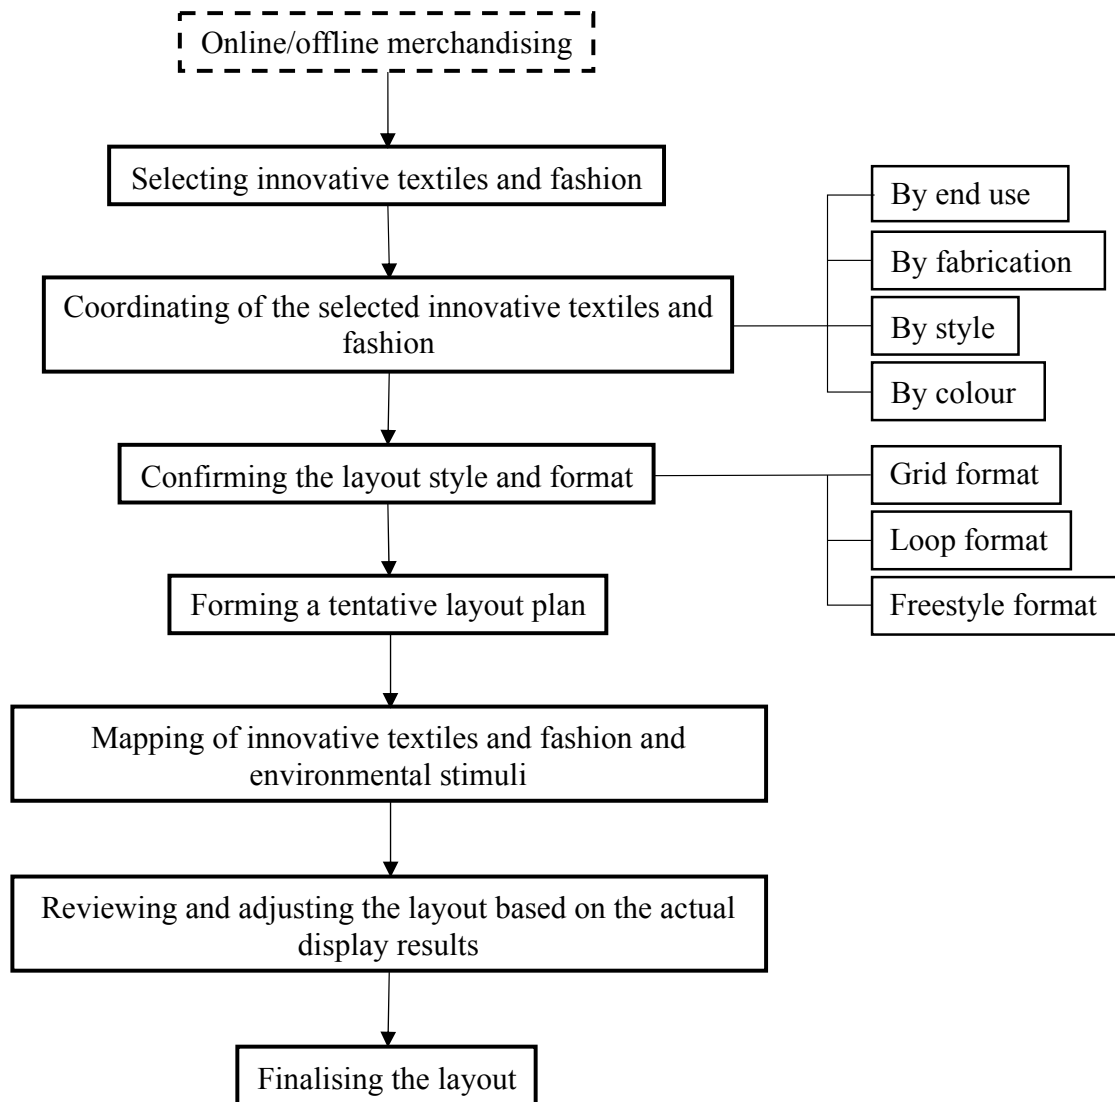 Online/offline merchandising
Selecting innovative textiles and fashion
Coordinating of the selected innovative textiles and
fashion
By end use
By fabrication
By style
By colour
Confirming the layout style and format
Grid format
Loop format
Freestyle format
Forming a tentative layout plan
Mapping of innovative textiles and fashion and
environmental stimuli
Reviewing and adjusting the layout based on the actual
display results
Finalising the layout